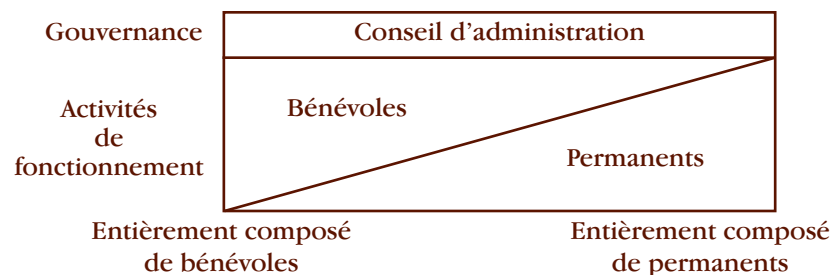 Gouvernance
Conseil d’administration
Activités
de
fonctionnement
Bénévoles
Permanents
Entièrement composé
de bénévoles
Entièrement composé
de permanents